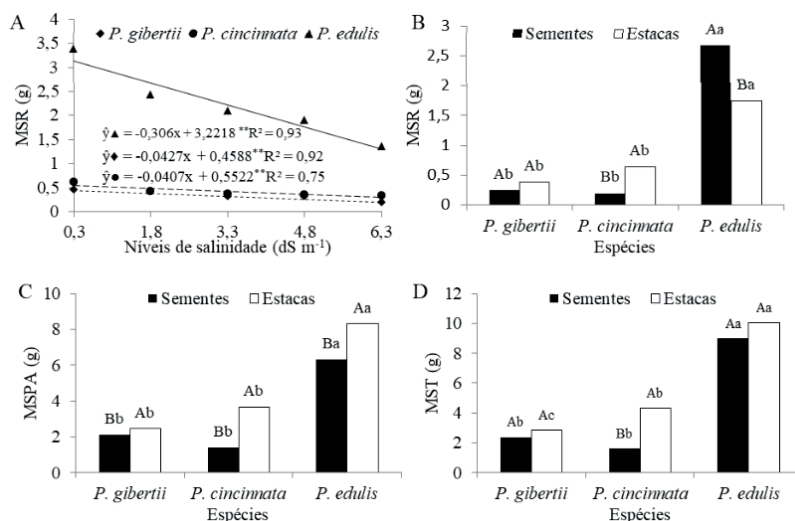 A
◆ P. gibertii ● P. cincinnata ▲ P. edulis
MSR (g)
4
3,5
3
2,5
2
1,5
1
0,5
0
ŷ▲ = -0,306x + 3,2218 **R² = 0,93
ŷ◆ = -0,0427x + 0,4588**R² = 0,92
ŷ● = -0,0407x + 0,5522**R² = 0,75
0,3 1,8 3,3 4,8 6,3
Níveis de salinidade (dS m-1)
B
■ Sementes □ Estacas
MSR (g)
3
2,5
2
1,5
1
0,5
0
Ab Ab Bb Ab Aa Ba
P. gibertii P. cincinnata P. edulis
Espécies
C
■ Sementes □ Estacas
MSPA (g)
10
8
6
4
2
0
Bb Ab Bb Ab Ba Aa
P. gibertii P. cincinnata P. edulis
Espécies
D
■ Sementes □ Estacas
MST (g)
12
10
8
6
4
2
0
Ab Ac Bb Ab Aa Aa
P. gibertii P. cincinnata P. edulis
Espécies